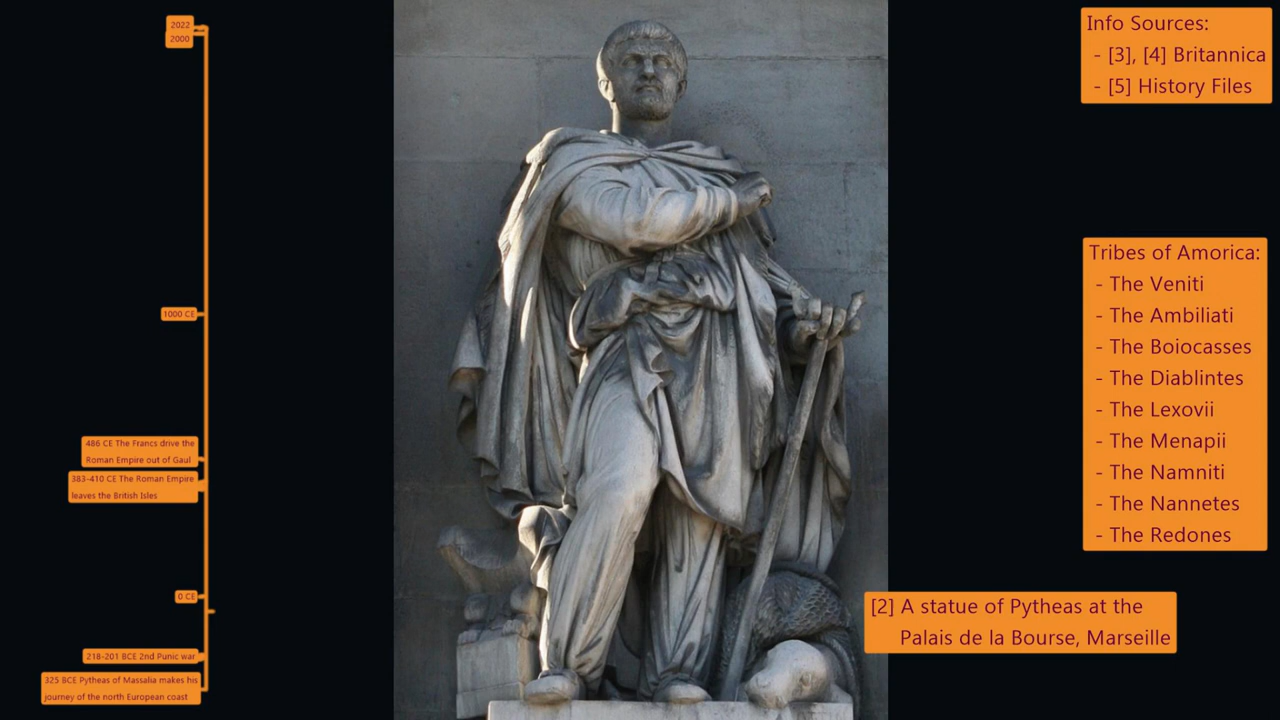 2022
2000
1000 CE
486 CE The Francs drive the
Roman Empire out of Gaul
383-410 CE The Roman Empire
leaves the British Isles
0 CE
218-201 BCE 2nd Punic war
325 BCE Pytheas of Massalia makes his
journey of the north European coast
Info Sources:
- [3], [4] Britannica
- [5] History Files
Tribes of Amorica:
- The Veniti
- The Ambiliati
- The Boiocasses
- The Diablintes
- The Lexovii
- The Menapii
- The Namniti
- The Nannetes
- The Redones
[2] A statue of Pytheas at the
Palais de la Bourse, Marseille